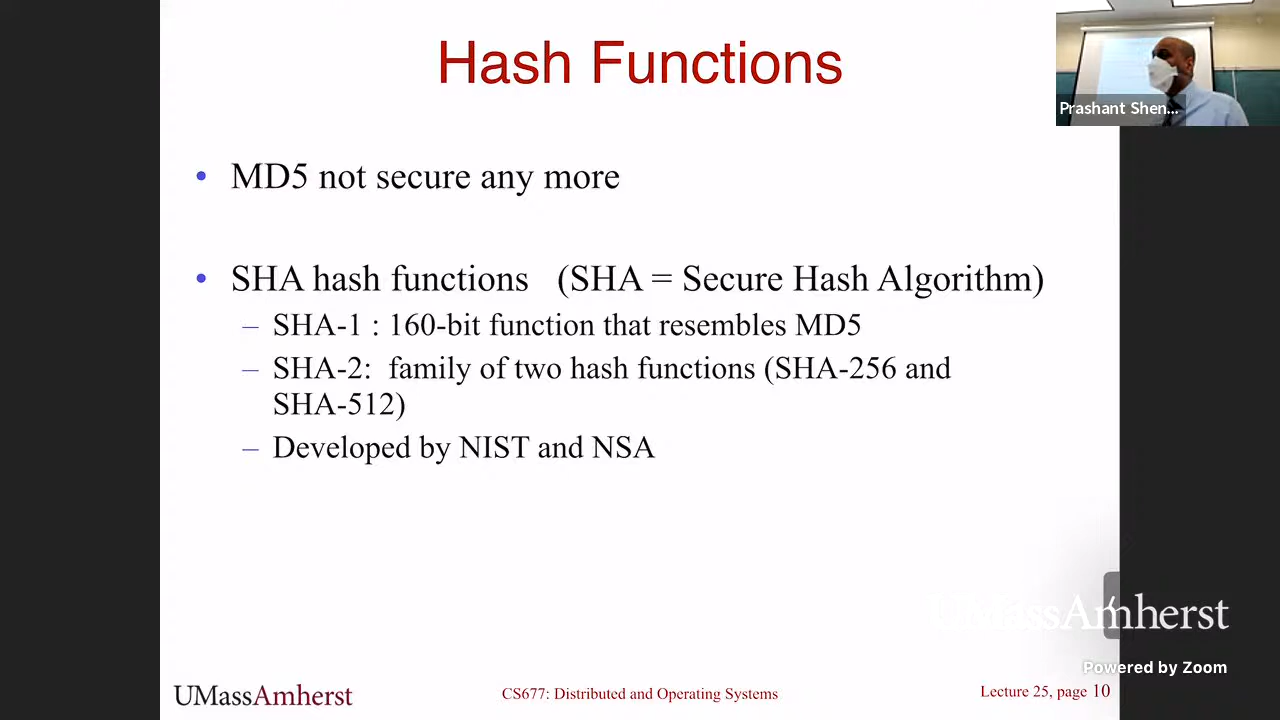 Hash Functions
Prashant Shen...
• MD5 not secure any more
• SHA hash functions (SHA = Secure Hash Algorithm)
– SHA-1 : 160-bit function that resembles MD5
– SHA-2: family of two hash functions (SHA-256 and
SHA-512)
– Developed by NIST and NSA
UMassAmherst
Powered by Zoom
UMassAmherst
CS677: Distributed and Operating Systems
Lecture 25, page 10